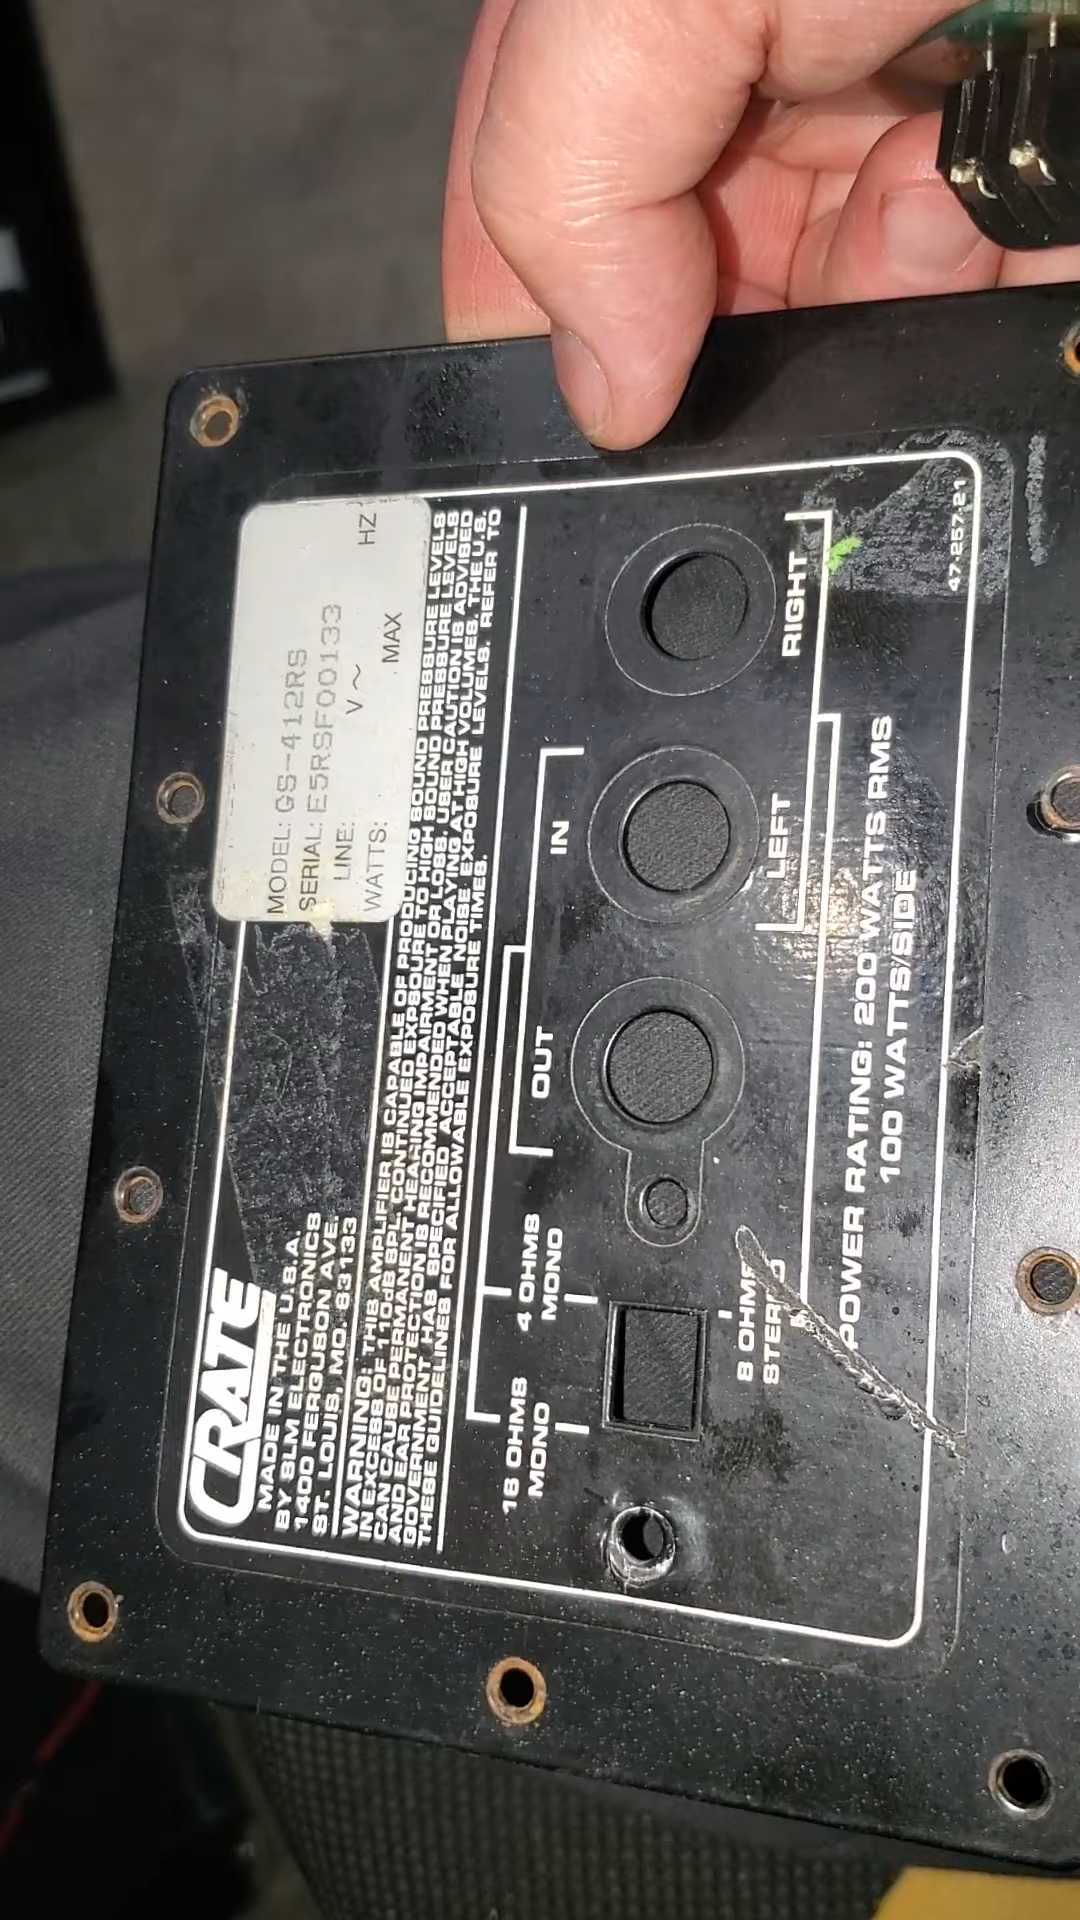 CRATE
MADE IN THE U.S.A.
BY SLM ELECTRONICS
1400 FERGUSON AVE.
ST. LOUIS, MO. 63133
MODEL: GS-412RS
SERIAL: E5RSF00133
LINE: V~ HZ
WATTS: MAX
WARNING: THIS AMPLIFIER IS CAPABLE OF PRODUCING SOUND PRESSURE LEVELS
IN EXCESS OF 110dB SPL. CONTINUED EXPSOURE TO HIGH SOUND PRESSURE LEVELS
CAN CAUSE PERMANENT HEARING IMPAIRMENT OR LOSS. USER CAUTION IS ADVISED
AND EAR PROTECTION IS RECOMMENDED WHEN PLAYING AT HIGH VOLUMES. THE U.S.
GOVERNMENT HAS SPECIFIED ACCEPTABLE NOISE EXPOSURE LEVELS. REFER TO
THESE GUIDELINES FOR ALLOWABLE EXPOSURE TIMES.
16 OHMS
MONO
4 OHMS
MONO
OUT
IN
8 OHMS
STEREO
LEFT
RIGHT
POWER RATING: 200 WATTS RMS
100 WATTS/SIDE
47-257-21